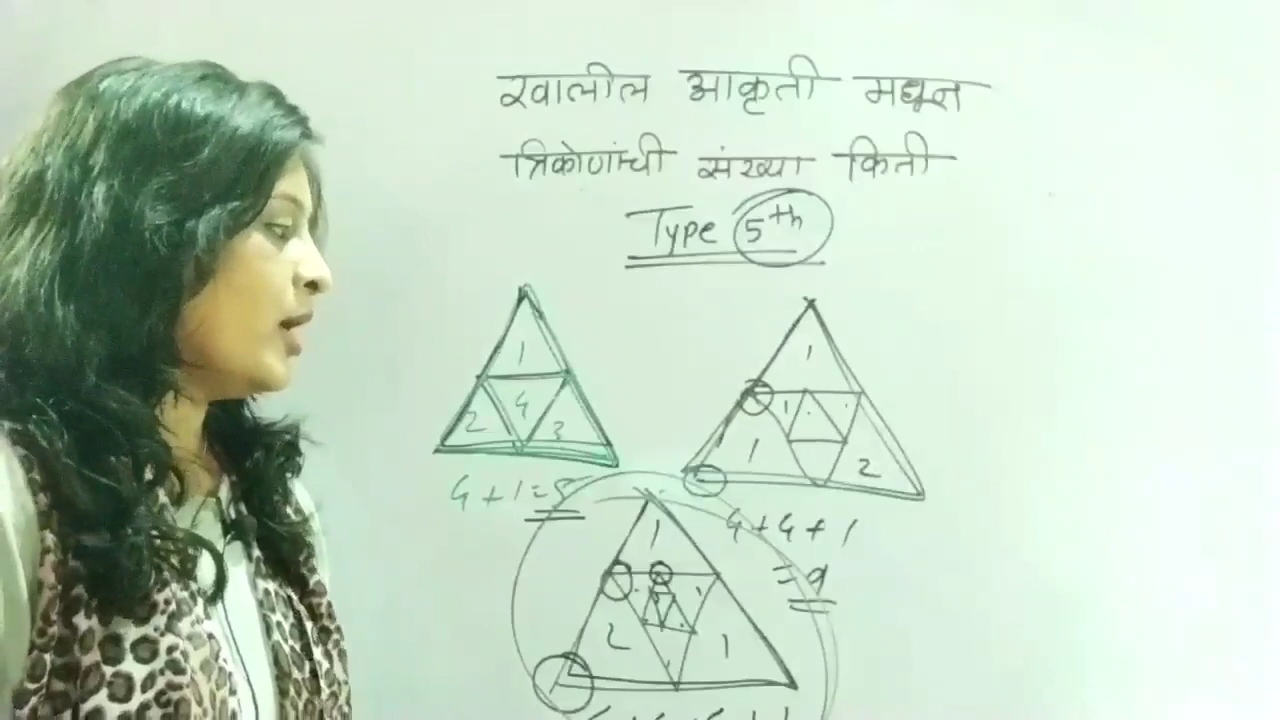 खालील आकृती मधून
त्रिकोणांची संख्या किती
Type 5th
1
2 4 3
4 + 1 = 5
1
1
1 2
4 + 4 + 1
= 9
1
2 1